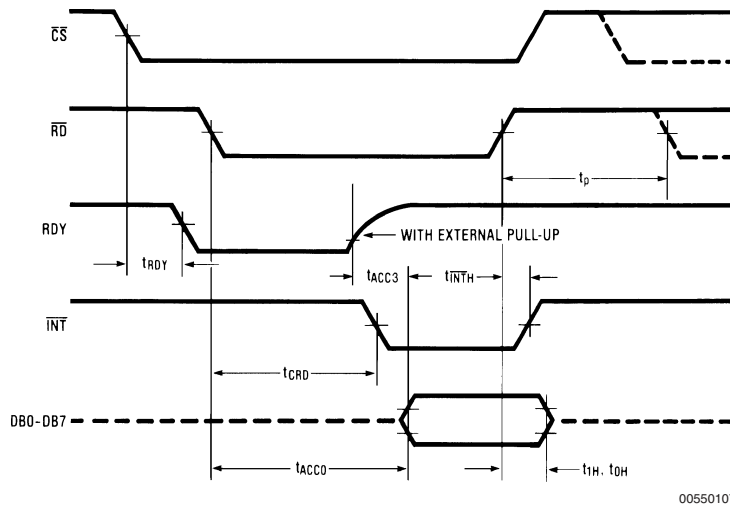 CS
RD
tp
RDY
WITH EXTERNAL PULL-UP
tRDY
tACC3
tINTH
INT
tCRD
DB0-DB7
tACC0
t1H, t0H
0055010